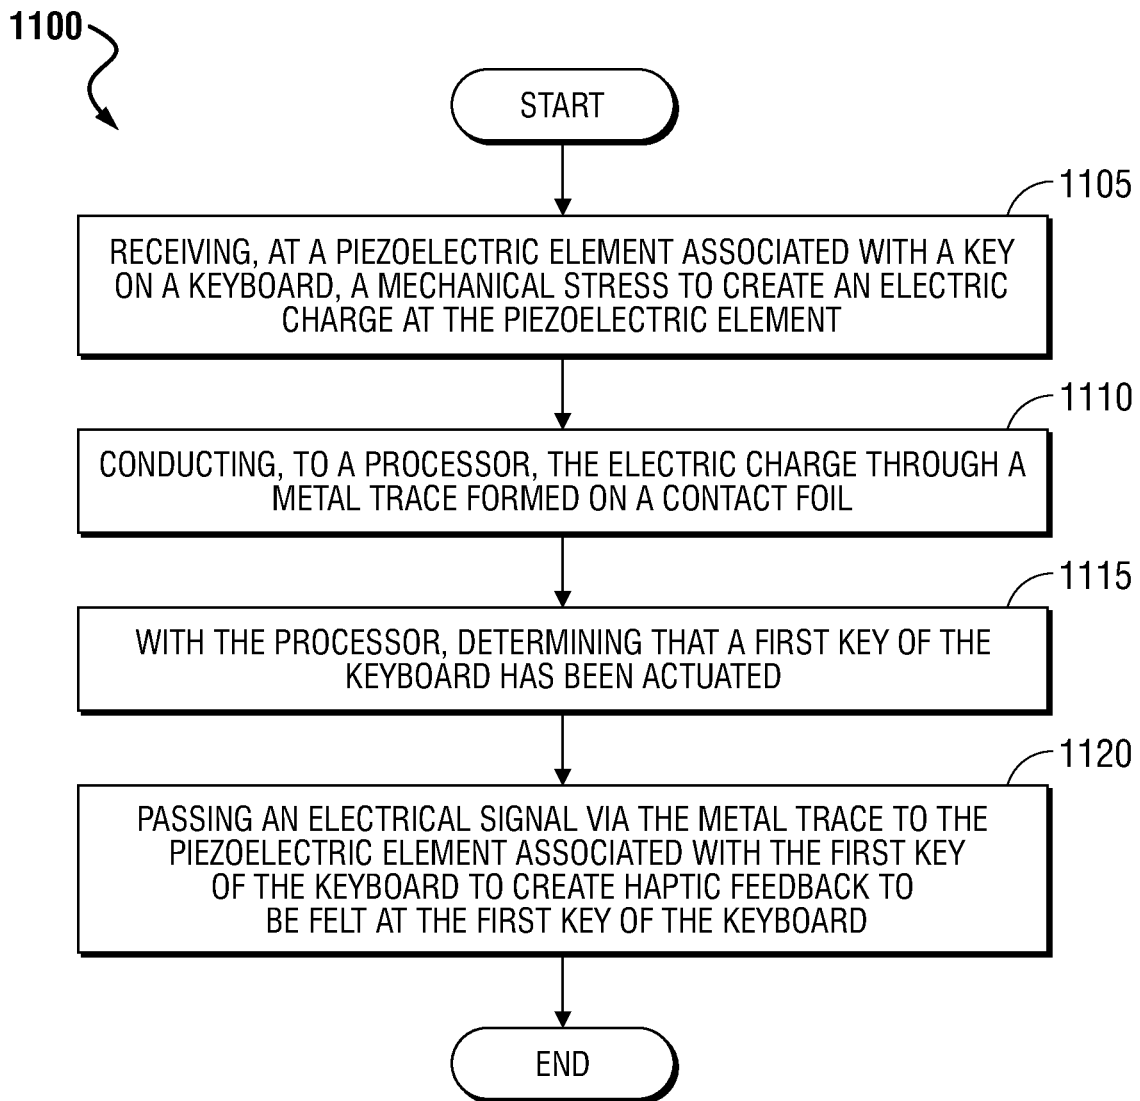 1100
START
1105
RECEIVING, AT A PIEZOELECTRIC ELEMENT ASSOCIATED WITH A KEY
ON A KEYBOARD, A MECHANICAL STRESS TO CREATE AN ELECTRIC
CHARGE AT THE PIEZOELECTRIC ELEMENT
1110
CONDUCTING, TO A PROCESSOR, THE ELECTRIC CHARGE THROUGH A
METAL TRACE FORMED ON A CONTACT FOIL
1115
WITH THE PROCESSOR, DETERMINING THAT A FIRST KEY OF THE
KEYBOARD HAS BEEN ACTUATED
1120
PASSING AN ELECTRICAL SIGNAL VIA THE METAL TRACE TO THE
PIEZOELECTRIC ELEMENT ASSOCIATED WITH THE FIRST KEY
OF THE KEYBOARD TO CREATE HAPTIC FEEDBACK TO
BE FELT AT THE FIRST KEY OF THE KEYBOARD
END